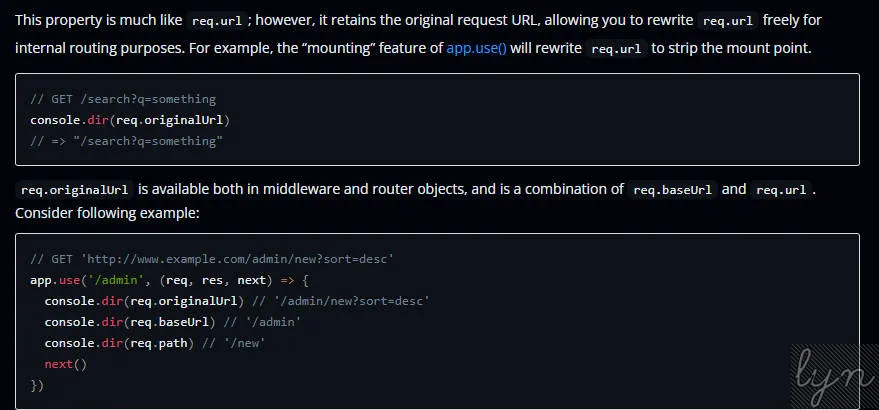 This property is much like req.url ; however, it retains the original request URL, allowing you to rewrite req.url freely for
internal routing purposes. For example, the “mounting” feature of app.use() will rewrite req.url to strip the mount point.
// GET /search?q=something
console.dir(req.originalUrl)
// => "/search?q=something"
req.originalUrl is available both in middleware and router objects, and is a combination of req.baseUrl and req.url .
Consider following example:
// GET 'http://www.example.com/admin/new?sort=desc'
app.use('/admin', (req, res, next) => {
  console.dir(req.originalUrl) // '/admin/new?sort=desc'
  console.dir(req.baseUrl) // '/admin'
  console.dir(req.path) // '/new'
  next()
})
lyn